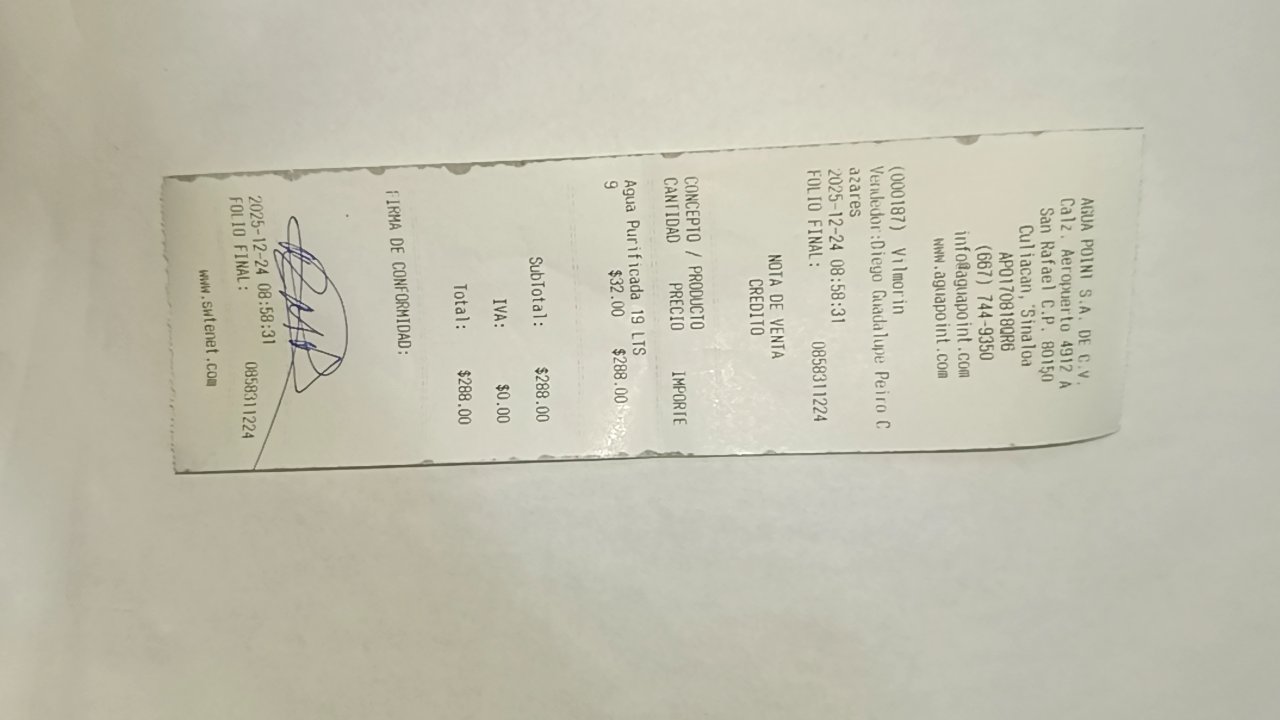 AGUA POINT S.A. DE C.V.
Calz. Aeropuerto 4912 A
San Rafael C.P. 80150
Culiacan, Sinaloa
APO170818QR6
(667) 744-9350
info@aguapoint.com
www.aguapoint.com
(000187) Vilmorin
Vendedor:Diego Guadalupe Peiro C
azares
2025-12-24 08:58:31
FOLIO FINAL: 0858311224
NOTA DE VENTA
CREDITO
CONCEPTO / PRODUCTO
CANTIDAD PRECIO IMPORTE
Agua Purificada 19 LTS
9 $32.00 $288.00
SubTotal: $288.00
IVA: $0.00
Total: $288.00
FIRMA DE CONFORMIDAD:
2025-12-24 08:58:31
FOLIO FINAL: 0858311224
www.swtenet.com